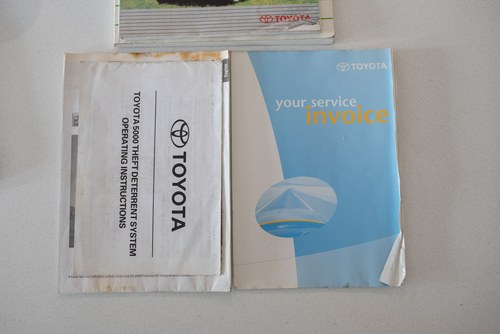 TOYOTA
TOYOTA
TOYOTA 5000 THEFT DETERRENT SYSTEM
OPERATING INSTRUCTIONS
TOYOTA
your service
invoice